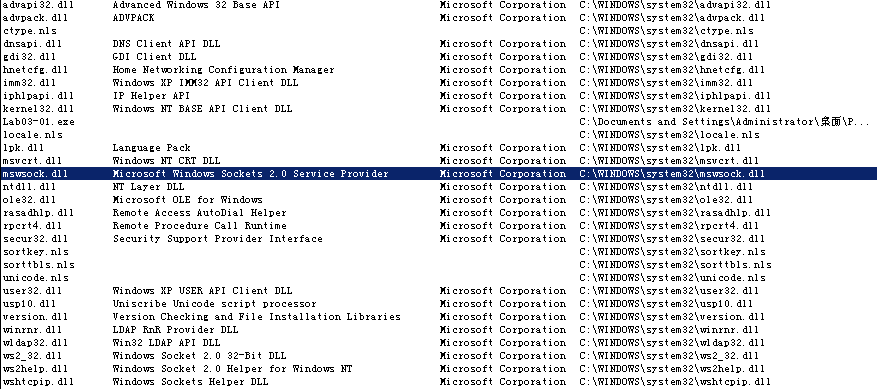 advapi32.dll Advanced Windows 32 Base API Microsoft Corporation C:\WINDOWS\system32\advapi32.dll
advpack.dll ADVPACK Microsoft Corporation C:\WINDOWS\system32\advpack.dll
ctype.nls C:\WINDOWS\system32\ctype.nls
dnsapi.dll DNS Client API DLL Microsoft Corporation C:\WINDOWS\system32\dnsapi.dll
gdi32.dll GDI Client DLL Microsoft Corporation C:\WINDOWS\system32\gdi32.dll
hnetcfg.dll Home Networking Configuration Manager Microsoft Corporation C:\WINDOWS\system32\hnetcfg.dll
imm32.dll Windows XP IMM32 API Client DLL Microsoft Corporation C:\WINDOWS\system32\imm32.dll
iphlpapi.dll IP Helper API Microsoft Corporation C:\WINDOWS\system32\iphlpapi.dll
kernel32.dll Windows NT BASE API Client DLL Microsoft Corporation C:\WINDOWS\system32\kernel32.dll
Lab03-01.exe C:\Documents and Settings\Administrator\桌面\P...
locale.nls C:\WINDOWS\system32\locale.nls
lpk.dll Language Pack Microsoft Corporation C:\WINDOWS\system32\lpk.dll
msvcrt.dll Windows NT CRT DLL Microsoft Corporation C:\WINDOWS\system32\msvcrt.dll
mswsock.dll Microsoft Windows Sockets 2.0 Service Provider Microsoft Corporation C:\WINDOWS\system32\mswsock.dll
ntdll.dll NT Layer DLL Microsoft Corporation C:\WINDOWS\system32\ntdll.dll
ole32.dll Microsoft OLE for Windows Microsoft Corporation C:\WINDOWS\system32\ole32.dll
rasadhlp.dll Remote Access AutoDial Helper Microsoft Corporation C:\WINDOWS\system32\rasadhlp.dll
rpcrt4.dll Remote Procedure Call Runtime Microsoft Corporation C:\WINDOWS\system32\rpcrt4.dll
secur32.dll Security Support Provider Interface Microsoft Corporation C:\WINDOWS\system32\secur32.dll
sortkey.nls C:\WINDOWS\system32\sortkey.nls
sorttbls.nls C:\WINDOWS\system32\sorttbls.nls
unicode.nls C:\WINDOWS\system32\unicode.nls
user32.dll Windows XP USER API Client DLL Microsoft Corporation C:\WINDOWS\system32\user32.dll
usp10.dll Uniscribe Unicode script processor Microsoft Corporation C:\WINDOWS\system32\usp10.dll
version.dll Version Checking and File Installation Libraries Microsoft Corporation C:\WINDOWS\system32\version.dll
winrnr.dll LDAP RnR Provider DLL Microsoft Corporation C:\WINDOWS\system32\winrnr.dll
wldap32.dll Win32 LDAP API DLL Microsoft Corporation C:\WINDOWS\system32\wldap32.dll
ws2_32.dll Windows Socket 2.0 32-Bit DLL Microsoft Corporation C:\WINDOWS\system32\ws2_32.dll
ws2help.dll Windows Socket 2.0 Helper for Windows NT Microsoft Corporation C:\WINDOWS\system32\ws2help.dll
wshtcpip.dll Windows Sockets Helper DLL Microsoft Corporation C:\WINDOWS\system32\wshtcpip.dll